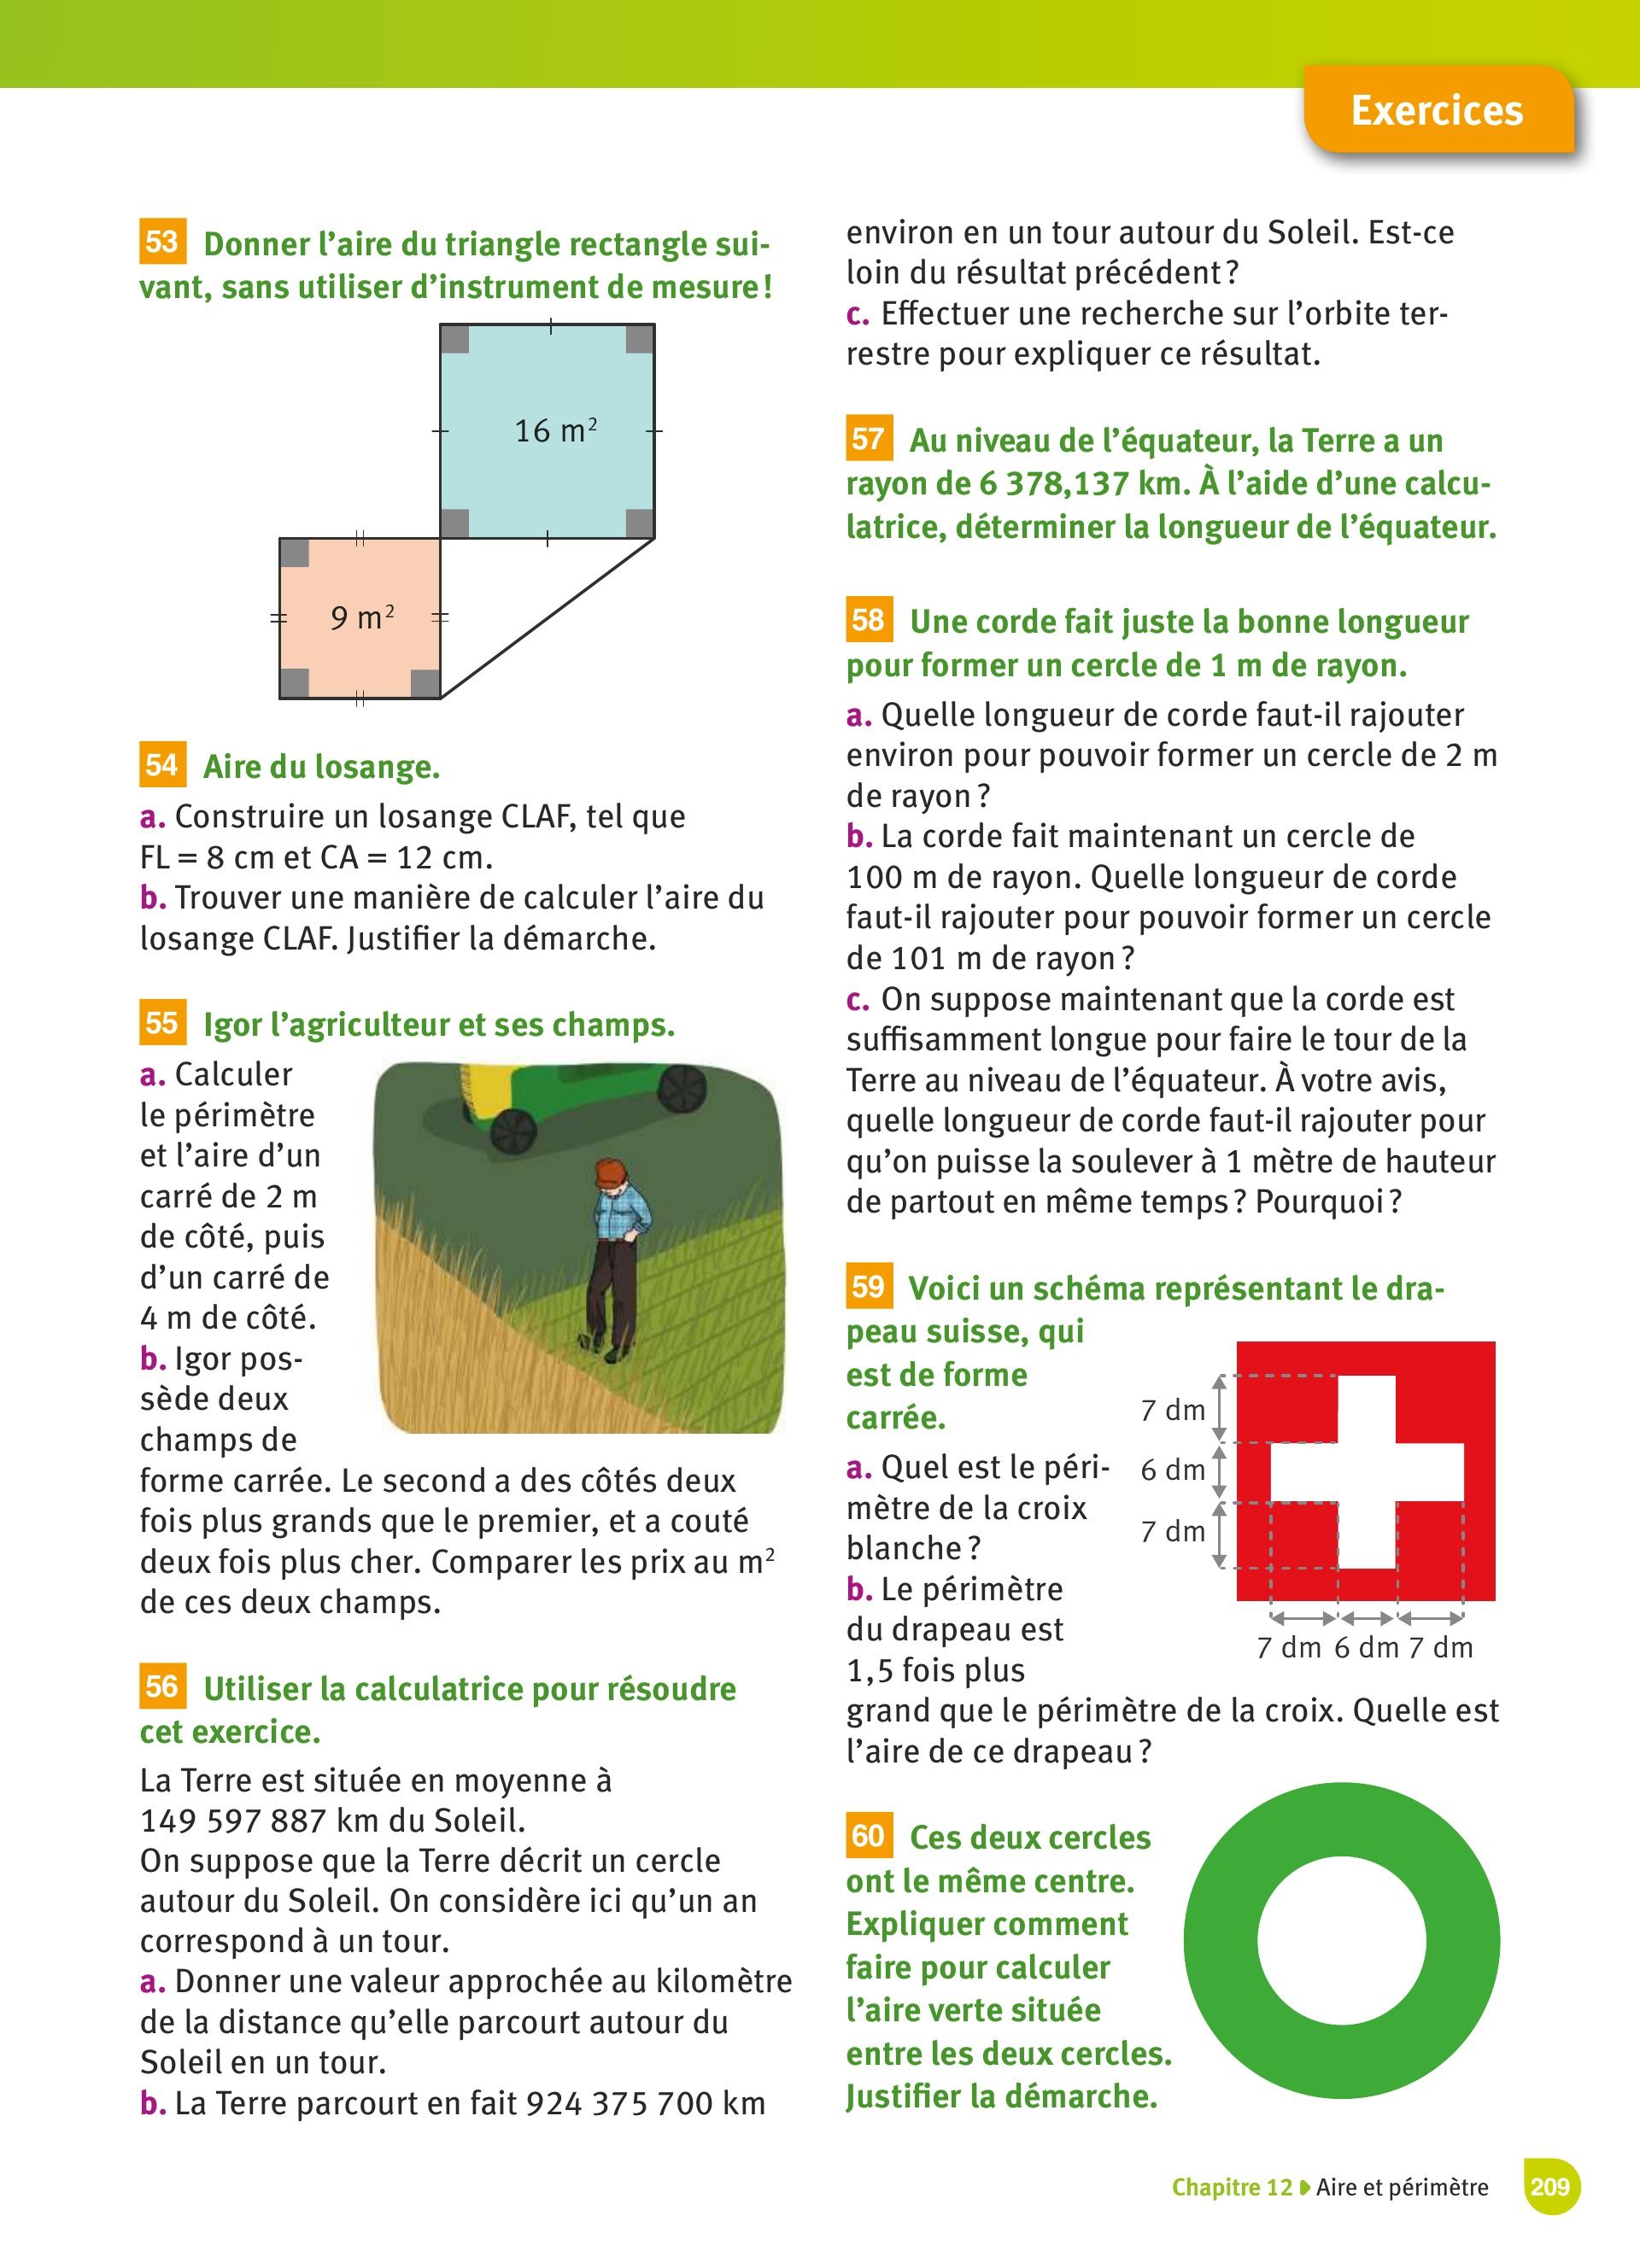 Exercices
53 Donner l’aire du triangle rectangle sui-
vant, sans utiliser d’instrument de mesure!
16 m²
9 m²
54 Aire du losange.
a. Construire un losange CLAF, tel que
FL = 8 cm et CA = 12 cm.
b. Trouver une manière de calculer l’aire du
losange CLAF. Justifier la démarche.
55 Igor l’agriculteur et ses champs.
a. Calculer
le périmètre
et l’aire d’un
carré de 2 m
de côté, puis
d’un carré de
4 m de côté.
b. Igor pos-
sède deux
champs de
forme carrée. Le second a des côtés deux
fois plus grands que le premier, et a couté
deux fois plus cher. Comparer les prix au m²
de ces deux champs.
56 Utiliser la calculatrice pour résoudre
cet exercice.
La Terre est située en moyenne à
149 597 887 km du Soleil.
On suppose que la Terre décrit un cercle
autour du Soleil. On considère ici qu’un an
correspond à un tour.
a. Donner une valeur approchée au kilomètre
de la distance qu’elle parcourt autour du
Soleil en un tour.
b. La Terre parcourt en fait 924 375 700 km
environ en un tour autour du Soleil. Est-ce
loin du résultat précédent?
c. Effectuer une recherche sur l’orbite ter-
restre pour expliquer ce résultat.
57 Au niveau de l’équateur, la Terre a un
rayon de 6 378,137 km. À l’aide d’une calcu-
latrice, déterminer la longueur de l’équateur.
58 Une corde fait juste la bonne longueur
pour former un cercle de 1 m de rayon.
a. Quelle longueur de corde faut-il rajouter
environ pour pouvoir former un cercle de 2 m
de rayon?
b. La corde fait maintenant un cercle de
100 m de rayon. Quelle longueur de corde
faut-il rajouter pour pouvoir former un cercle
de 101 m de rayon?
c. On suppose maintenant que la corde est
suffisamment longue pour faire le tour de la
Terre au niveau de l’équateur. À votre avis,
quelle longueur de corde faut-il rajouter pour
qu’on puisse la soulever à 1 mètre de hauteur
de partout en même temps? Pourquoi?
59 Voici un schéma représentant le dra-
peau suisse, qui
est de forme
carrée.
a. Quel est le péri-
mètre de la croix
blanche?
b. Le périmètre
du drapeau est
1,5 fois plus
grand que le périmètre de la croix. Quelle est
l’aire de ce drapeau?
7 dm
6 dm
7 dm
7 dm 6 dm 7 dm
60 Ces deux cercles
ont le même centre.
Expliquer comment
faire pour calculer
l’aire verte située
entre les deux cercles.
Justifier la démarche.
Chapitre 12 Aire et périmètre 209